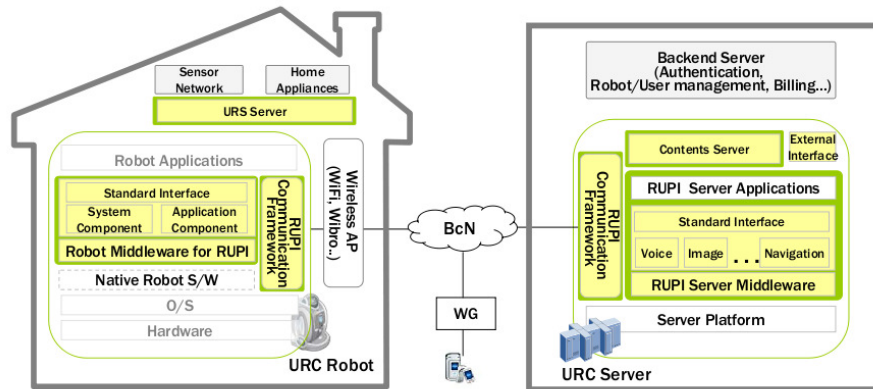 Sensor
Network
Home
Appliances
URS Server
Robot Applications
Standard Interface
System
Component
Application
Component
Robot Middleware for RUPI
RUPI
Communication
Framework
Native Robot S/W
O/S
Hardware
URC Robot
Wireless AP
(WiFi, Wibro..)
BcN
WG
Backend Server
(Authentication,
Robot/User management, Billing...)
Contents Server
External
Interface
RUPI
Communication
Framework
RUPI Server Applications
Standard Interface
Voice
Image
...
Navigation
RUPI Server Middleware
Server Platform
URC Server